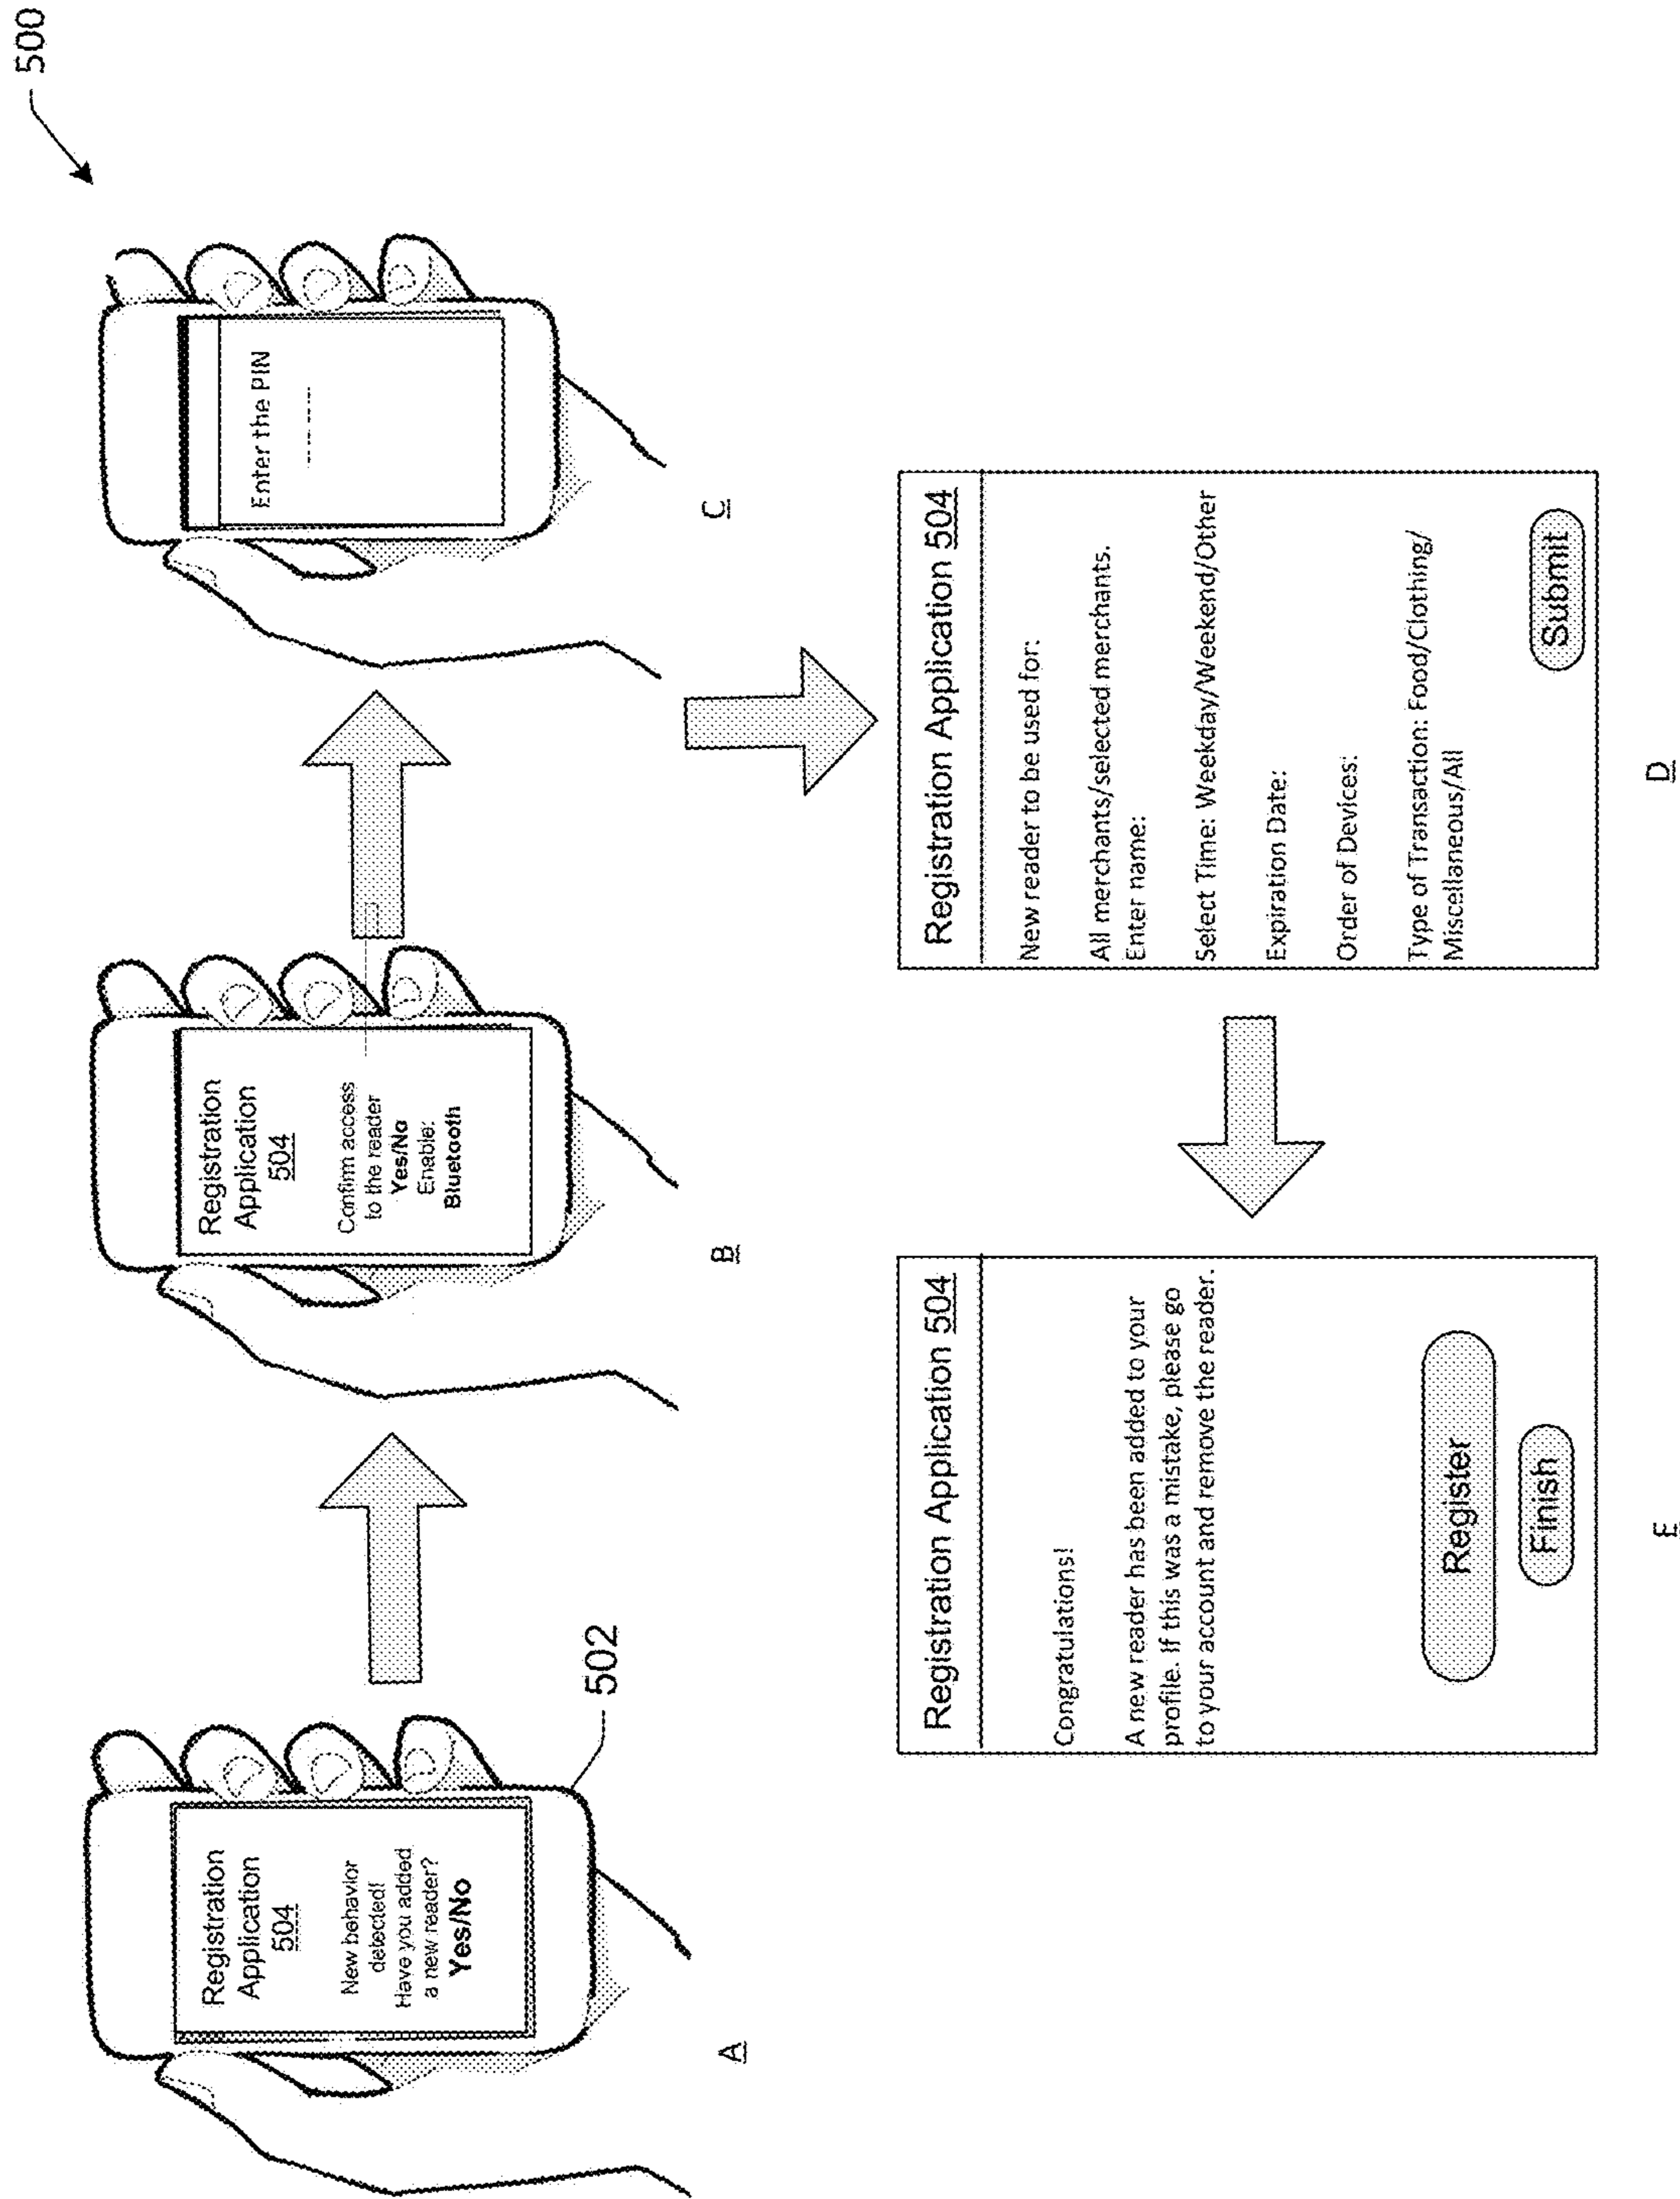 500
Registration
Application
504
New behavior
detected!
Have you added
a new reader?
Yes/No
502
A
Registration
Application
504
Confirm access
to the reader
Yes/No
Enable:
Bluetooth
B
Enter the PIN
C
Registration Application 504
New reader to be used for:
All merchants/selected merchants.
Enter name:
Select Time: Weekday/Weekend/Other
Expiration Date:
Order of Devices:
Type of Transaction: Food/Clothing/
Miscellaneous/All
Submit
D
Registration Application 504
Congratulations!
A new reader has been added to your
profile. If this was a mistake, please go
to your account and remove the reader.
Register
Finish
E